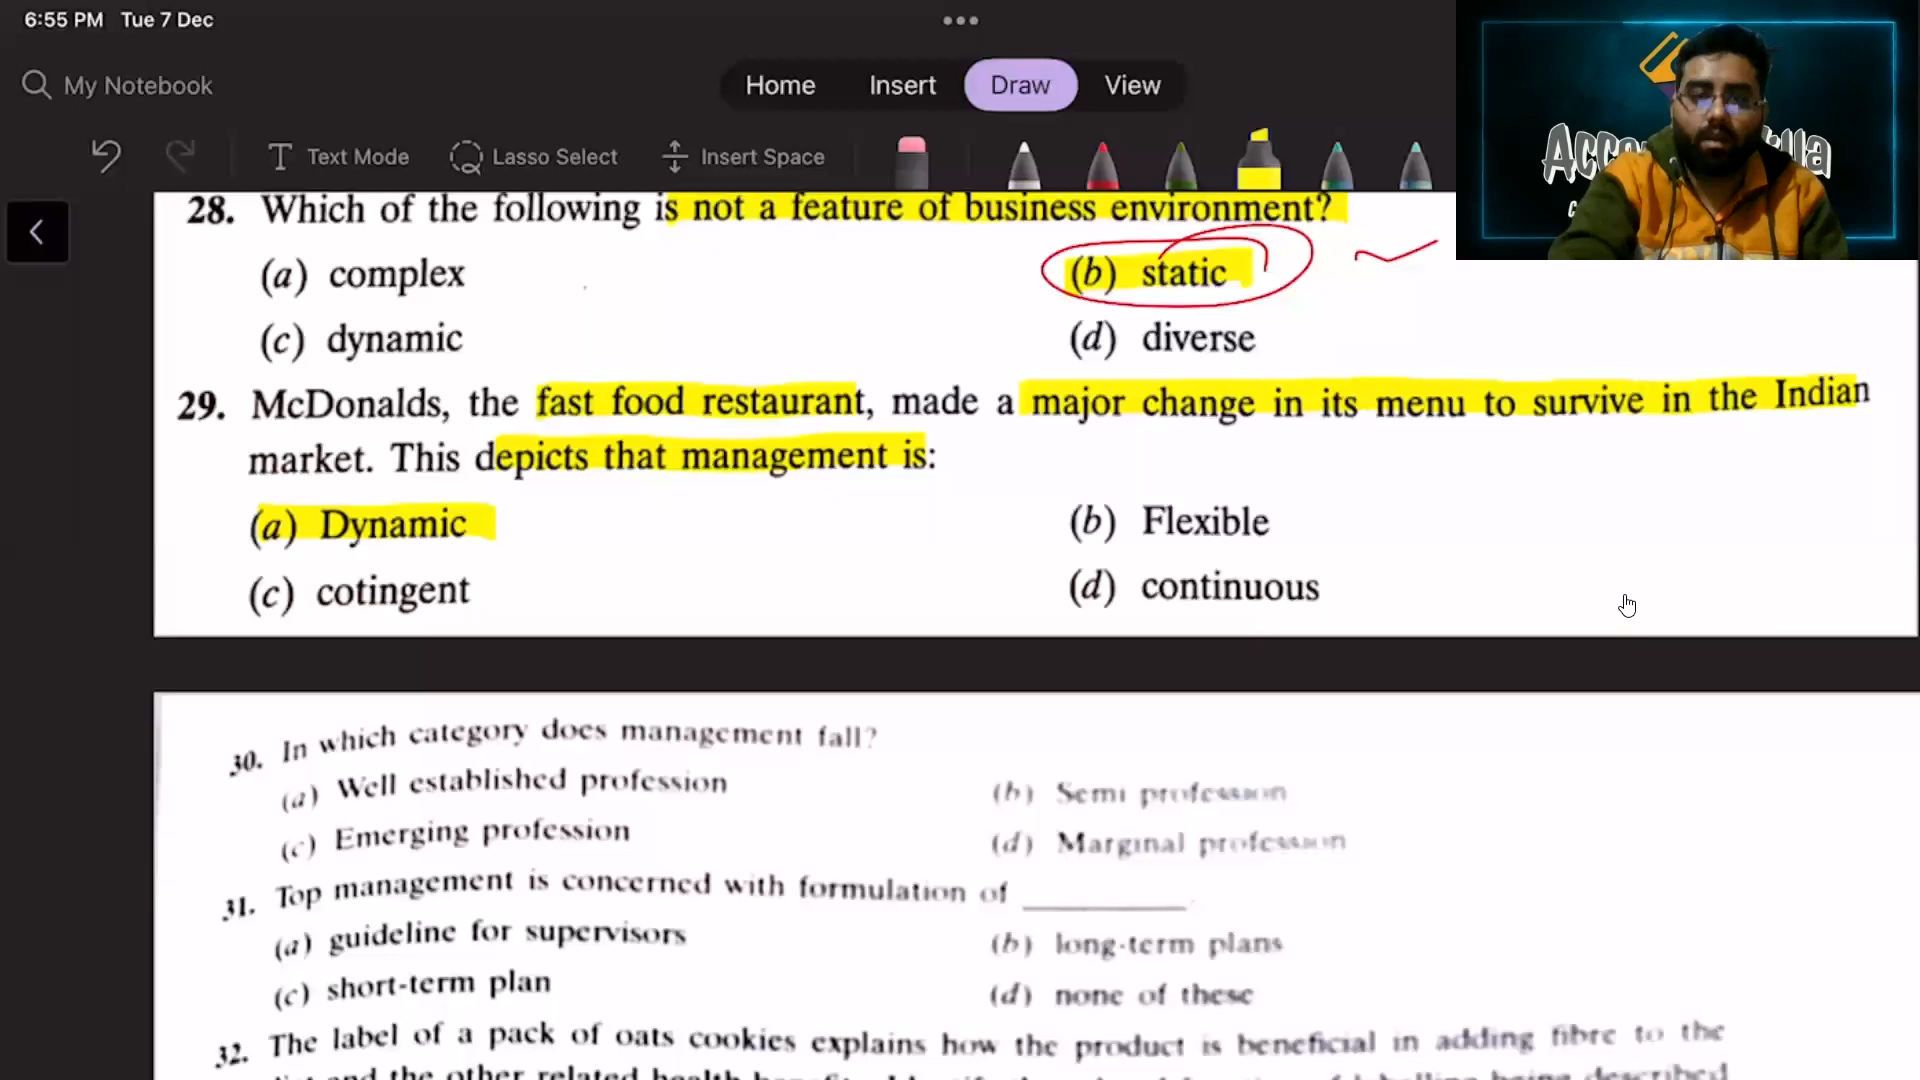 6:55 PM Tue 7 Dec
My Notebook
Home Insert Draw View
Text Mode Lasso Select Insert Space
28. Which of the following is not a feature of business environment?
(a) complex (b) static
(c) dynamic (d) diverse
29. McDonalds, the fast food restaurant, made a major change in its menu to survive in the Indian
market. This depicts that management is:
(a) Dynamic (b) Flexible
(c) cotingent (d) continuous
30. In which category does management fall?
(a) Well established profession (b) Semi profession
(c) Emerging profession (d) Marginal profession
31. Top management is concerned with formulation of
(a) guideline for supervisors (b) long-term plans
(c) short-term plan (d) none of these
32. The label of a pack of oats cookies explains how the product is beneficial in adding fibre to the
and the other related health